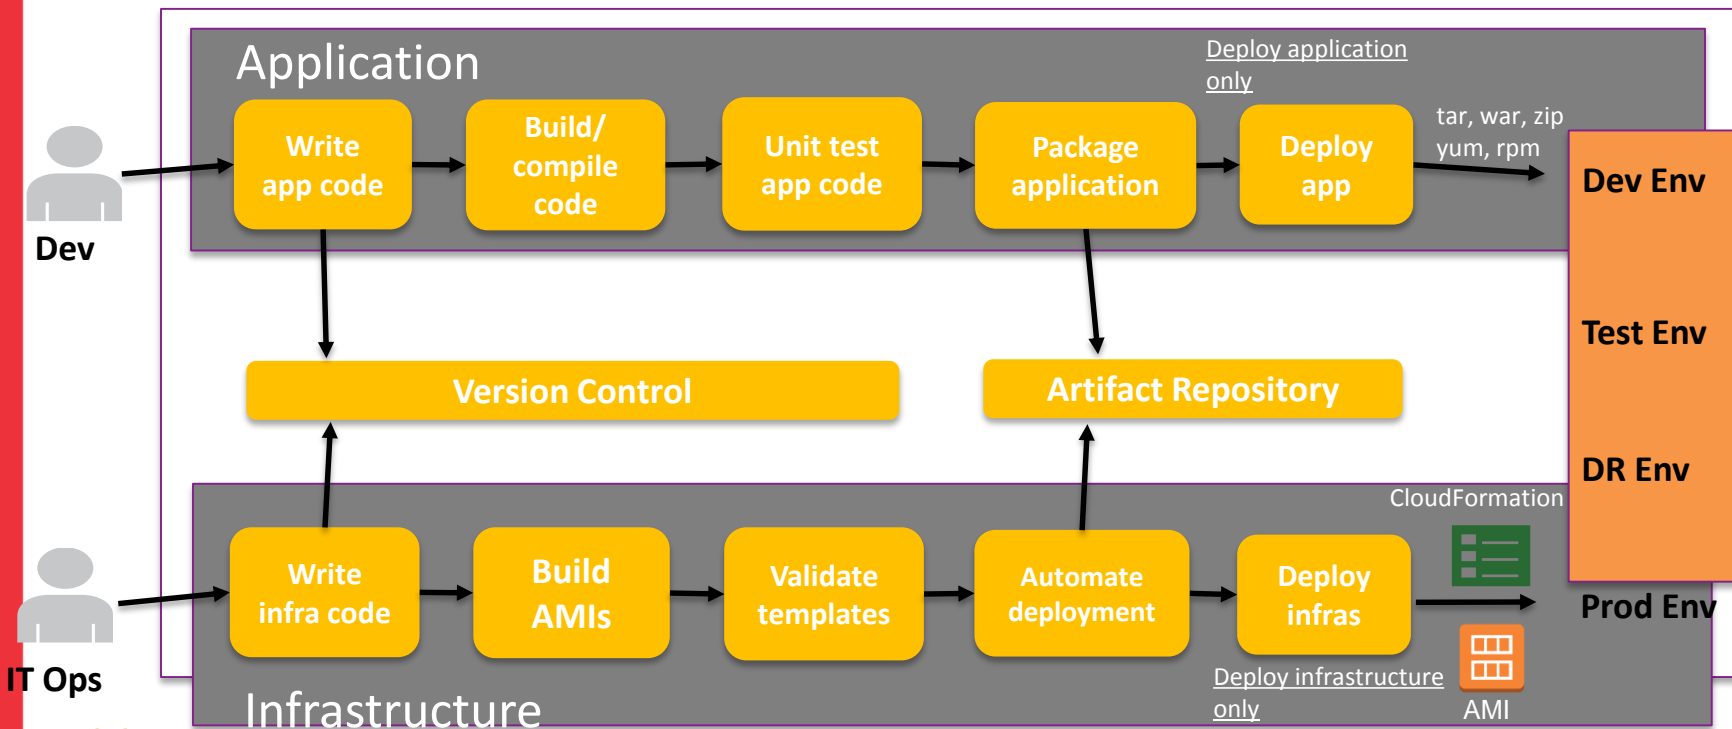 Application
Deploy application
only
Write
app code
Build/
compile
code
Unit test
app code
Package
application
Deploy
app
tar, war, zip
yum, rpm
Dev Env
Dev
Test Env
Version Control
Artifact Repository
DR Env
CloudFormation
Write
infra code
Build
AMIs
Validate
templates
Automate
deployment
Deploy
infras
Prod Env
IT Ops
Deploy infrastructure
only
AMI
Infrastructure